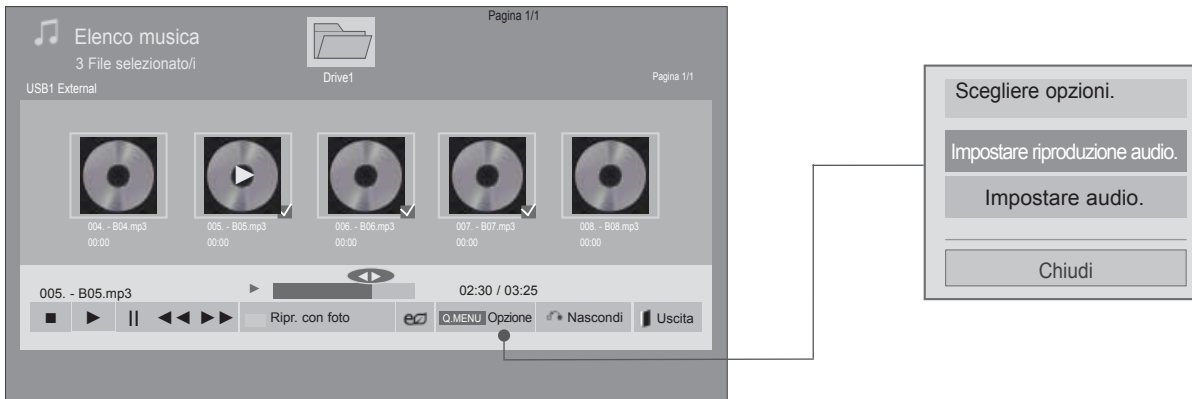 Pagina 1/1
Elenco musica
3 File selezionato/i
Drive1
Pagina 1/1
USB1 External
004. - B04.mp3
00:00
005. - B05.mp3
00:00
006. - B06.mp3
00:00
007. - B07.mp3
00:00
008. - B08.mp3
00:00
005. - B05.mp3
02:30 / 03:25
Ripr. con foto
Q.MENU Opzione
Nascondi
Uscita
Scegliere opzioni.
Impostare riproduzione audio.
Impostare audio.
Chiudi